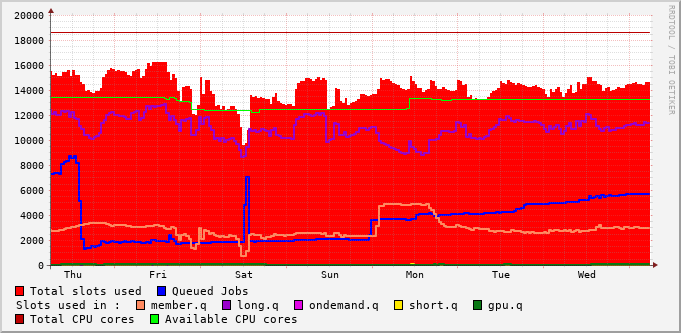 RRDTOOL / TOBI OETIKER
20000
18000
16000
14000
12000
10000
8000
6000
4000
2000
0
Thu Fri Sat Sun Mon Tue Wed
Total slots used Queued Jobs
Slots used in : member.q long.q ondemand.q short.q gpu.q
Total CPU cores Available CPU cores